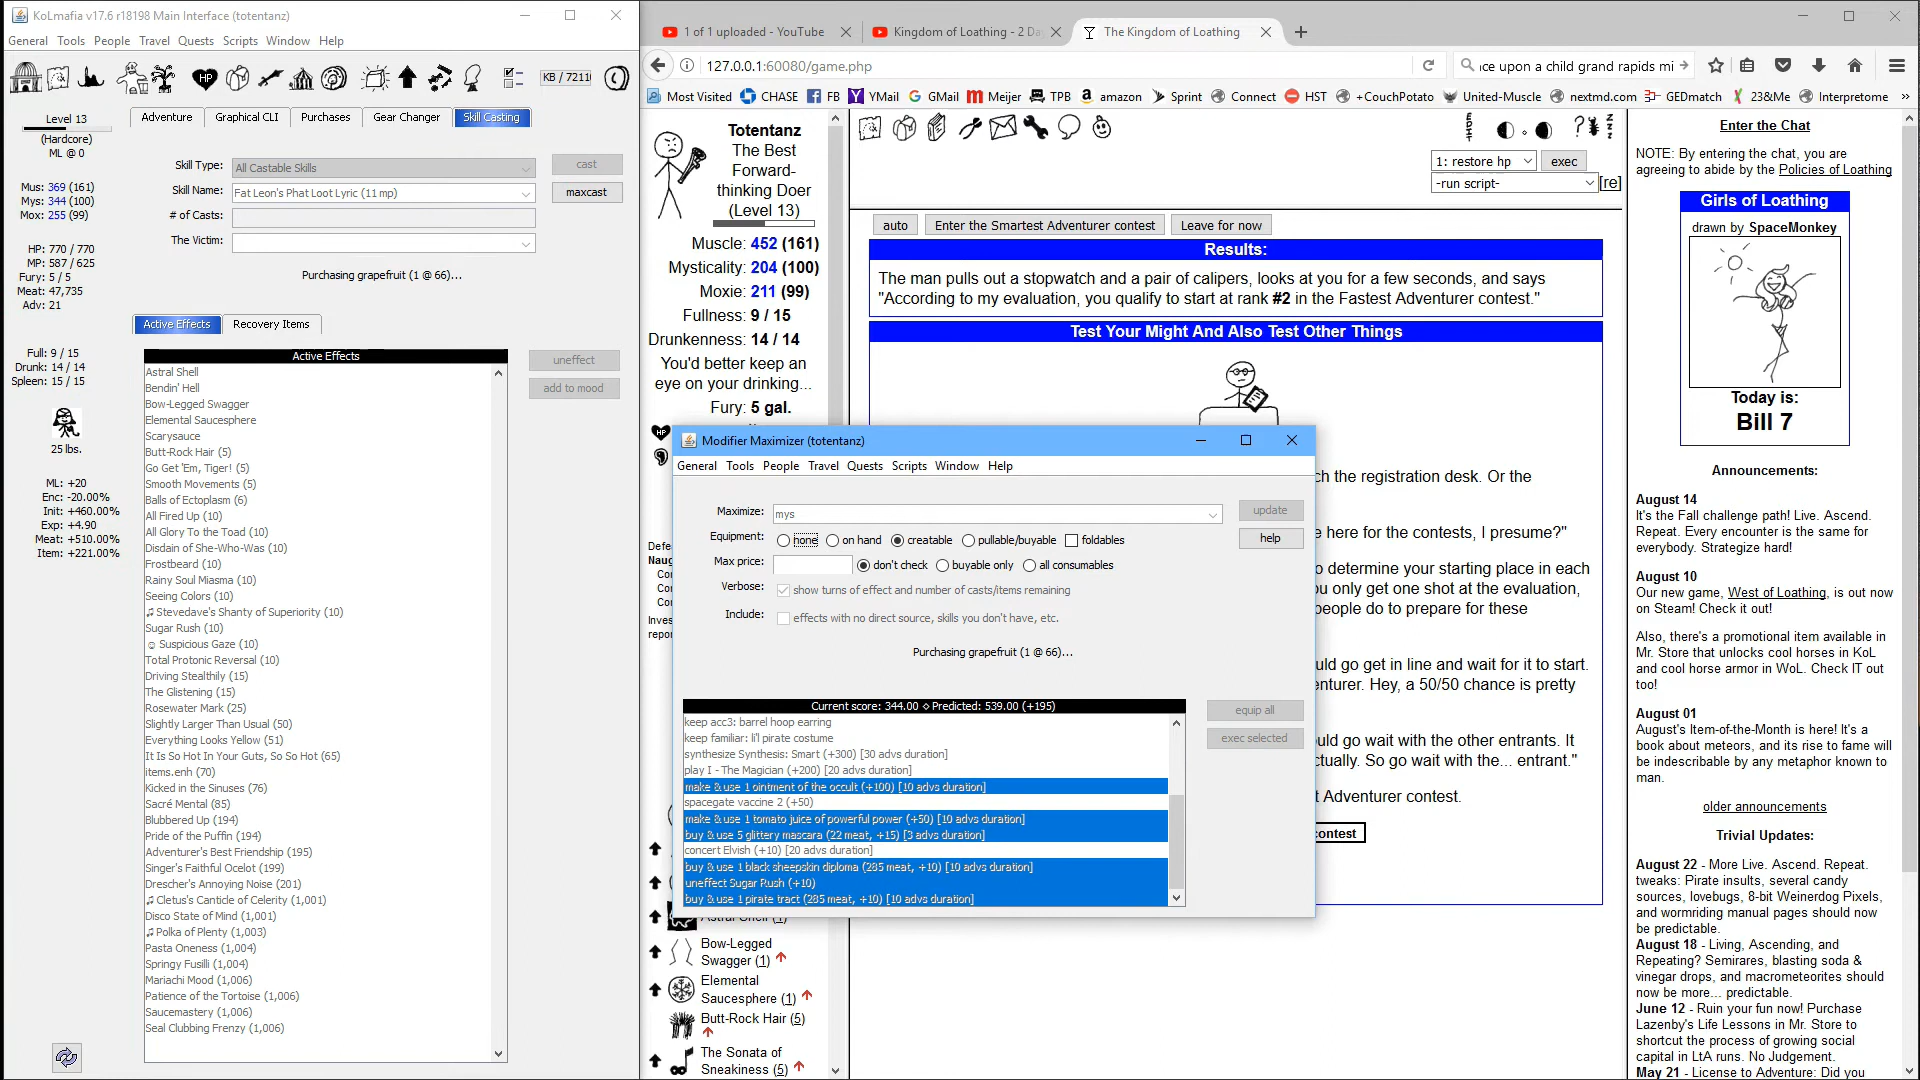 KoLmafia v17.6 r18198 Main Interface (totentanz)
General Tools People Travel Quests Scripts Window Help
KB / 7211
Adventure Graphical CLI Purchases Gear Changer Skill Casting
Level 13
(Hardcore)
ML @ 0
Mus: 369 (161)
Mys: 344 (100)
Mox: 255 (99)
HP: 770 / 770
MP: 587 / 625
Fury: 5 / 5
Meat: 47,735
Adv: 21
Full: 9 / 15
Drunk: 14 / 14
Spleen: 15 / 15
25 lbs.
ML: +20
Enc: -20.00%
Init: +460.00%
Exp: +4.90
Meat: +510.00%
Item: +221.00%
Skill Type: All Castable Skills cast
Skill Name: Fat Leon's Phat Loot Lyric (11 mp) maxcast
# of Casts:
The Victim:
Purchasing grapefruit (1 @ 66)...
Active Effects Recovery Items
Active Effects
uneffect
add to mood
Astral Shell
Bendin' Hell
Bow-Legged Swagger
Elemental Saucesphere
Scarysauce
Butt-Rock Hair (5)
Go Get 'Em, Tiger! (5)
Smooth Movements (5)
Balls of Ectoplasm (6)
All Fired Up (10)
All Glory To the Toad (10)
Disdain of She-Who-Was (10)
Frostbeard (10)
Rainy Soul Miasma (10)
Seeing Colors (10)
♫ Stevedave's Shanty of Superiority (10)
Sugar Rush (10)
☺ Suspicious Gaze (10)
Total Protonic Reversal (10)
Driving Stealthily (15)
The Glistening (15)
Rosewater Mark (25)
Slightly Larger Than Usual (50)
Everything Looks Yellow (51)
It Is So Hot In Your Guts, So So Hot (65)
items.enh (70)
Kicked in the Sinuses (76)
Sacré Mental (85)
Blubbered Up (194)
Pride of the Puffin (194)
Adventurer's Best Friendship (195)
Singer's Faithful Ocelot (199)
Drescher's Annoying Noise (201)
♫ Cletus's Canticle of Celerity (1,001)
Disco State of Mind (1,001)
♫ Polka of Plenty (1,003)
Pasta Oneness (1,004)
Springy Fusilli (1,004)
Mariachi Mood (1,006)
Patience of the Tortoise (1,006)
Saucemastery (1,006)
Seal Clubbing Frenzy (1,006)
1 of 1 uploaded - YouTube
Kingdom of Loathing - 2 Da
The Kingdom of Loathing
127.0.0.1:60080/game.php
ice upon a child grand rapids mi
Most Visited CHASE FB YMail GMail Meijer TPB amazon Sprint Connect HST +CouchPotato United-Muscle nextmd.com GEDmatch 23&Me Interpretome »
Totentanz
The Best
Forward-
thinking Doer
(Level 13)
Muscle: 452 (161)
Mysticality: 204 (100)
Moxie: 211 (99)
Fullness: 9 / 15
Drunkenness: 14 / 14
You'd better keep an
eye on your drinking...
Fury: 5 gal.
HP
Defe
Naug
Co
Co
Inves
repor
Astral Shell (1)
Bow-Legged
Swagger (1)
Elemental
Saucesphere (1)
Butt-Rock Hair (5)
The Sonata of
Sneakiness (5)
EDIT
? zzz
1: restore hp exec
-run script- [re]
auto Enter the Smartest Adventurer contest Leave for now
Results:
The man pulls out a stopwatch and a pair of calipers, looks at you for a few seconds, and says
"According to my evaluation, you qualify to start at rank #2 in the Fastest Adventurer contest."
Test Your Might And Also Test Other Things
ch the registration desk. Or the
e here for the contests, I presume?"
o determine your starting place in each
u only get one shot at the evaluation,
people do to prepare for these
uld go get in line and wait for it to start.
enturer. Hey, a 50/50 chance is pretty
uld go wait with the other entrants. It
ctually. So go wait with the... entrant."
t Adventurer contest.
contest
Modifier Maximizer (totentanz)
General Tools People Travel Quests Scripts Window Help
Maximize: mys update
Equipment: none on hand creatable pullable/buyable foldables help
Max price: don't check buyable only all consumables
Verbose: show turns of effect and number of casts/items remaining
Include: effects with no direct source, skills you don't have, etc.
Purchasing grapefruit (1 @ 66)...
Current score: 344.00 ◊ Predicted: 539.00 (+195)
equip all
exec selected
keep acc3: barrel hoop earring
keep familiar: li'l pirate costume
synthesize Synthesis: Smart (+300) [30 advs duration]
play I - The Magician (+200) [20 advs duration]
make & use 1 ointment of the occult (+100) [10 advs duration]
spacegate vaccine 2 (+50)
make & use 1 tomato juice of powerful power (+50) [10 advs duration]
buy & use 5 glittery mascara (22 meat, +15) [3 advs duration]
concert Elvish (+10) [20 advs duration]
buy & use 1 black sheepskin diploma (285 meat, +10) [10 advs duration]
uneffect Sugar Rush (+10)
buy & use 1 pirate tract (285 meat, +10) [10 advs duration]
Enter the Chat
NOTE: By entering the chat, you are
agreeing to abide by the Policies of Loathing
Girls of Loathing
drawn by SpaceMonkey
Today is:
Bill 7
Announcements:
August 14
It's the Fall challenge path! Live. Ascend.
Repeat. Every encounter is the same for
everybody. Strategize hard!
August 10
Our new game, West of Loathing, is out now
on Steam! Check it out!
Also, there's a promotional item available in
Mr. Store that unlocks cool horses in KoL
and cool horse armor in WoL. Check IT out
too!
August 01
August's Item-of-the-Month is here! It's a
book about meteors, and its rise to fame will
be indescribable by any metaphor known to
man.
older announcements
Trivial Updates:
August 22 - More Live. Ascend. Repeat.
tweaks: Pirate insults, several candy
sources, lovebugs, 8-bit Weinerdog Pixels,
and wormriding manual pages should now
be predictable.
August 18 - Living, Ascending, and
Repeating? Semirares, blasting soda &
vinegar drops, and macrometeorites should
now be more... predictable.
June 12 - Ruin your fun now! Purchase
Lazenby's Life Lessons in Mr. Store to
shortcut the process of growing social
capital in LtA runs. No Judgement.
May 21 - License to Adventure: Did you